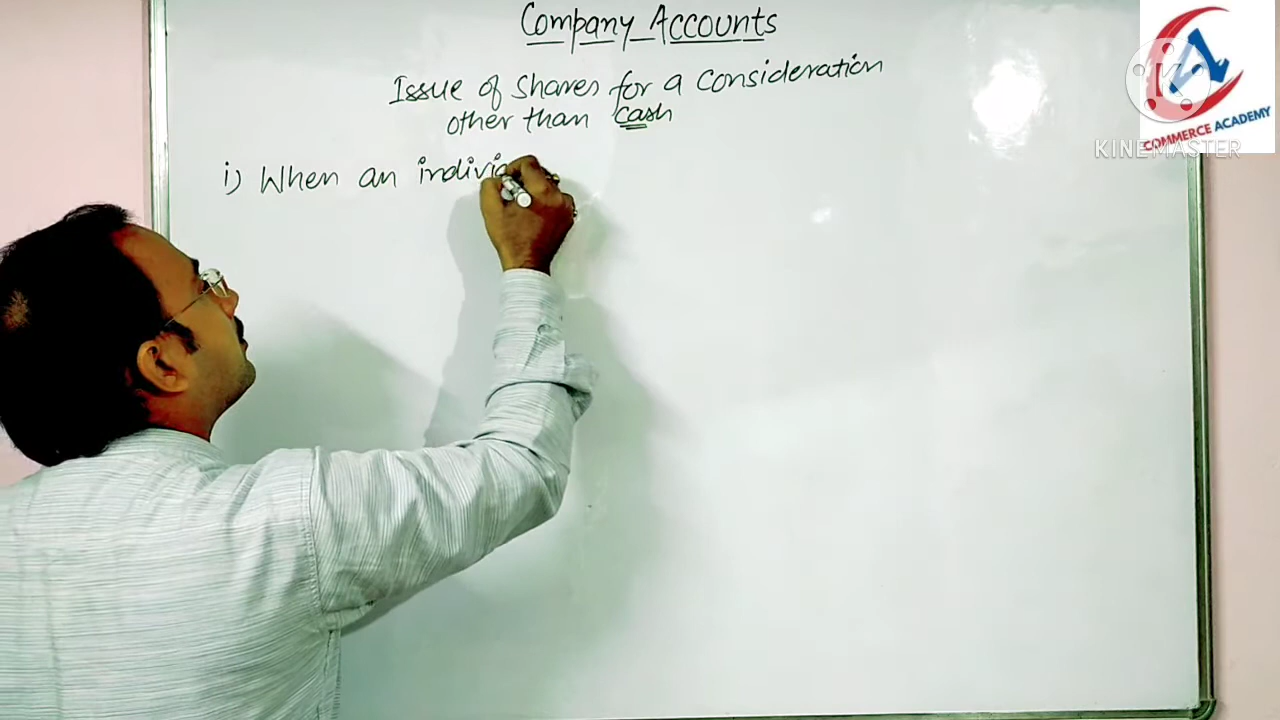 Company Accounts
Issue of shares for a consideration
other than cash
i) When an
COMMERCE ACADEMY
KINEMASTER